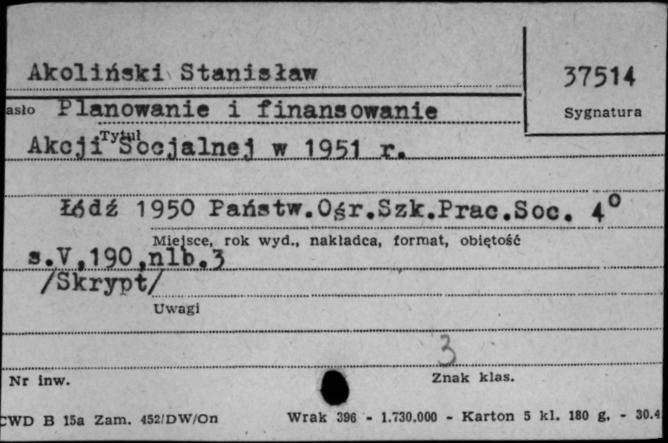 Akoliński Stanisław
37514
asło Planowanie i finansowanie
Sygnatura
Tytuł
Akcji Socjalnej w 1951 r.
Łódź 1950 Państw.Ogr.Szk.Prac.Soc. 4°
Miejsce, rok wyd., nakładca, format, objętość
s.V,190,nlb.3
/Skrypt/
Uwagi
3
Nr inw.
Znak klas.
CWD B 15a Zam. 452/DW/On
Wrak 396 - 1.730.000 - Karton 5 kl. 180 g. - 30.4